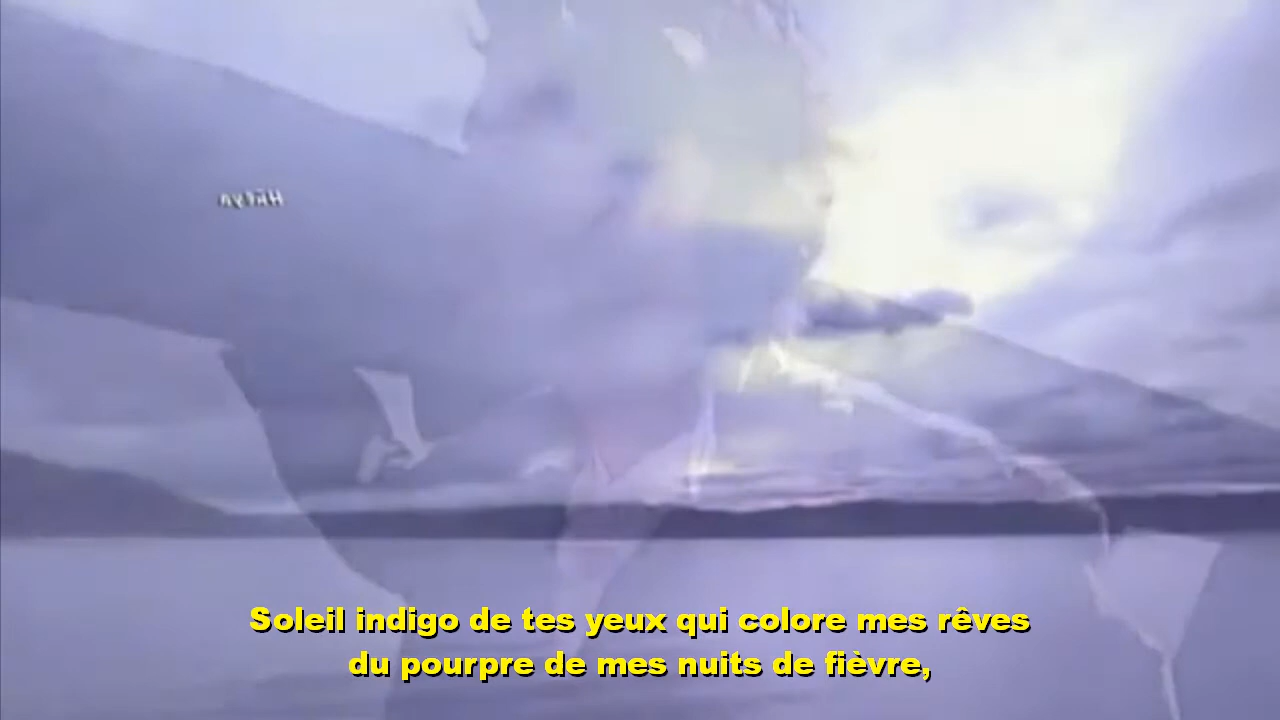 Soleil indigo de tes yeux qui colore mes rêves
du pourpre de mes nuits de fièvre,